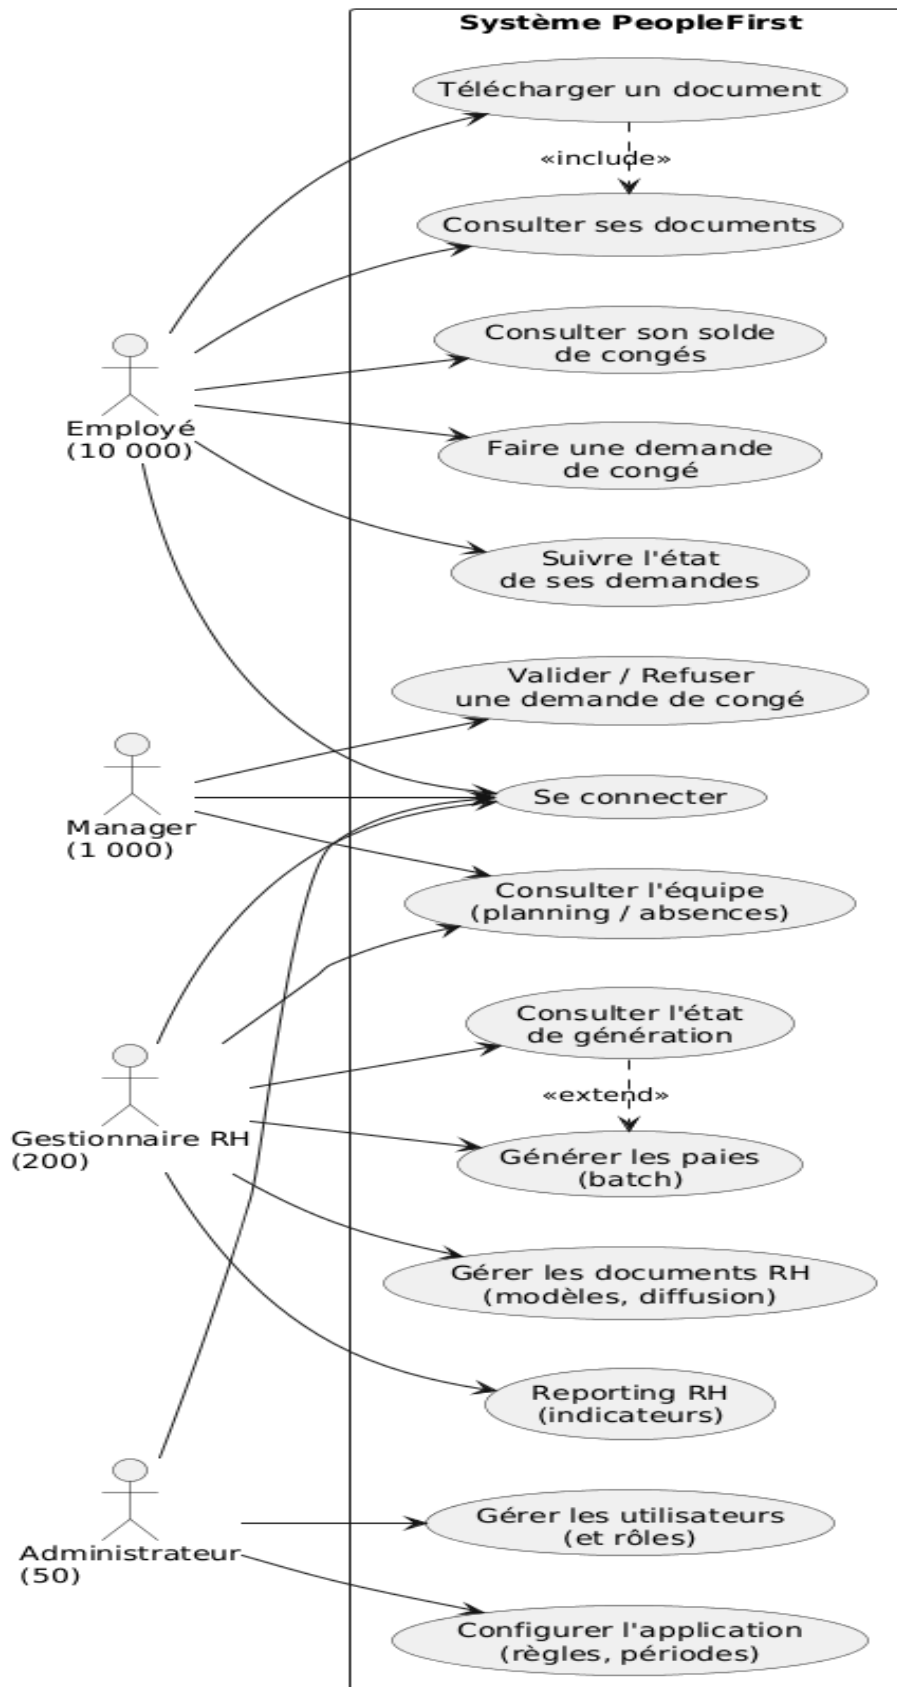 Système PeopleFirst
Télécharger un document
«include»
Consulter ses documents
Consulter son solde
de congés
Employé
(10 000)
Faire une demande
de congé
Suivre l'état
de ses demandes
Valider / Refuser
une demande de congé
Manager
(1 000)
Se connecter
Consulter l'équipe
(planning / absences)
Consulter l'état
de génération
«extend»
Gestionnaire RH
(200)
Générer les paies
(batch)
Gérer les documents RH
(modèles, diffusion)
Reporting RH
(indicateurs)
Administrateur
(50)
Gérer les utilisateurs
(et rôles)
Configurer l'application
(règles, périodes)